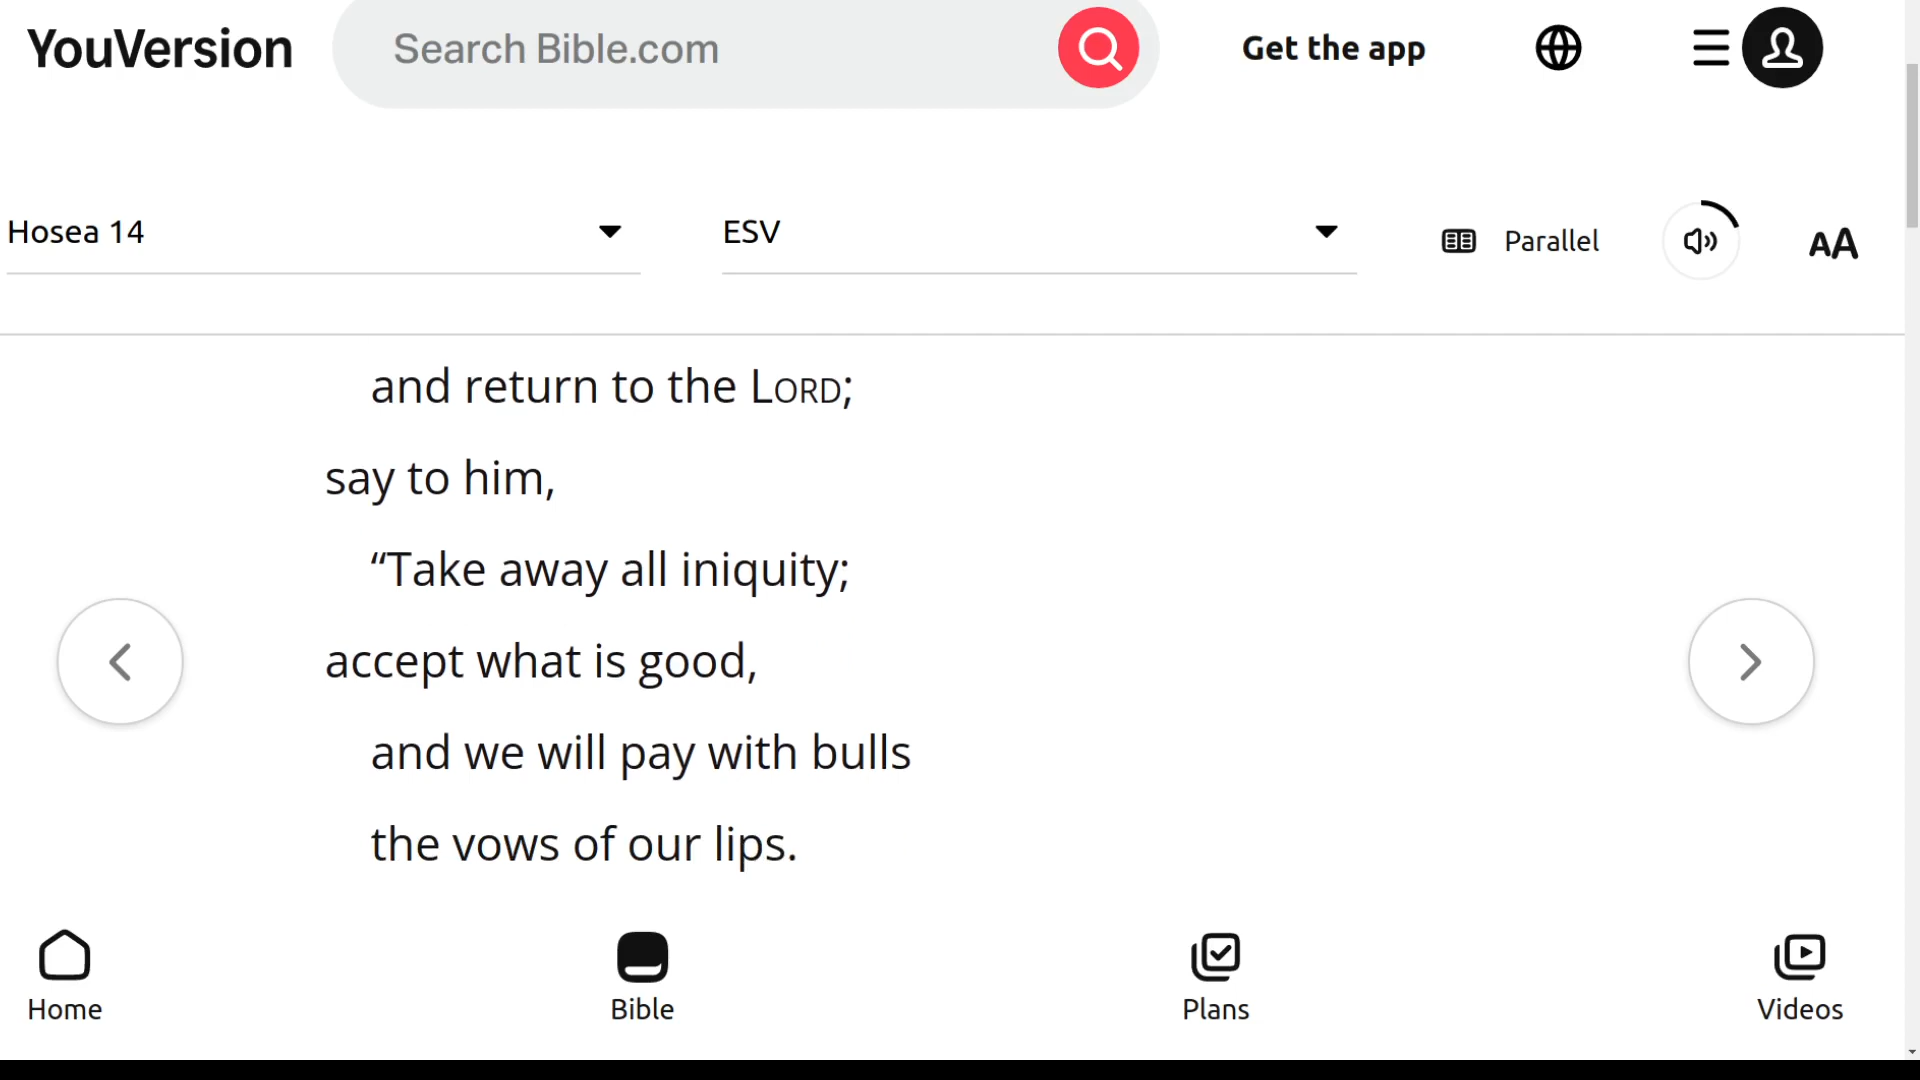 YouVersion
Search Bible.com
Get the app
Hosea 14
ESV
Parallel
AA
and return to the LORD;
say to him,
“Take away all iniquity;
accept what is good,
and we will pay with bulls
the vows of our lips.
Home
Bible
Plans
Videos